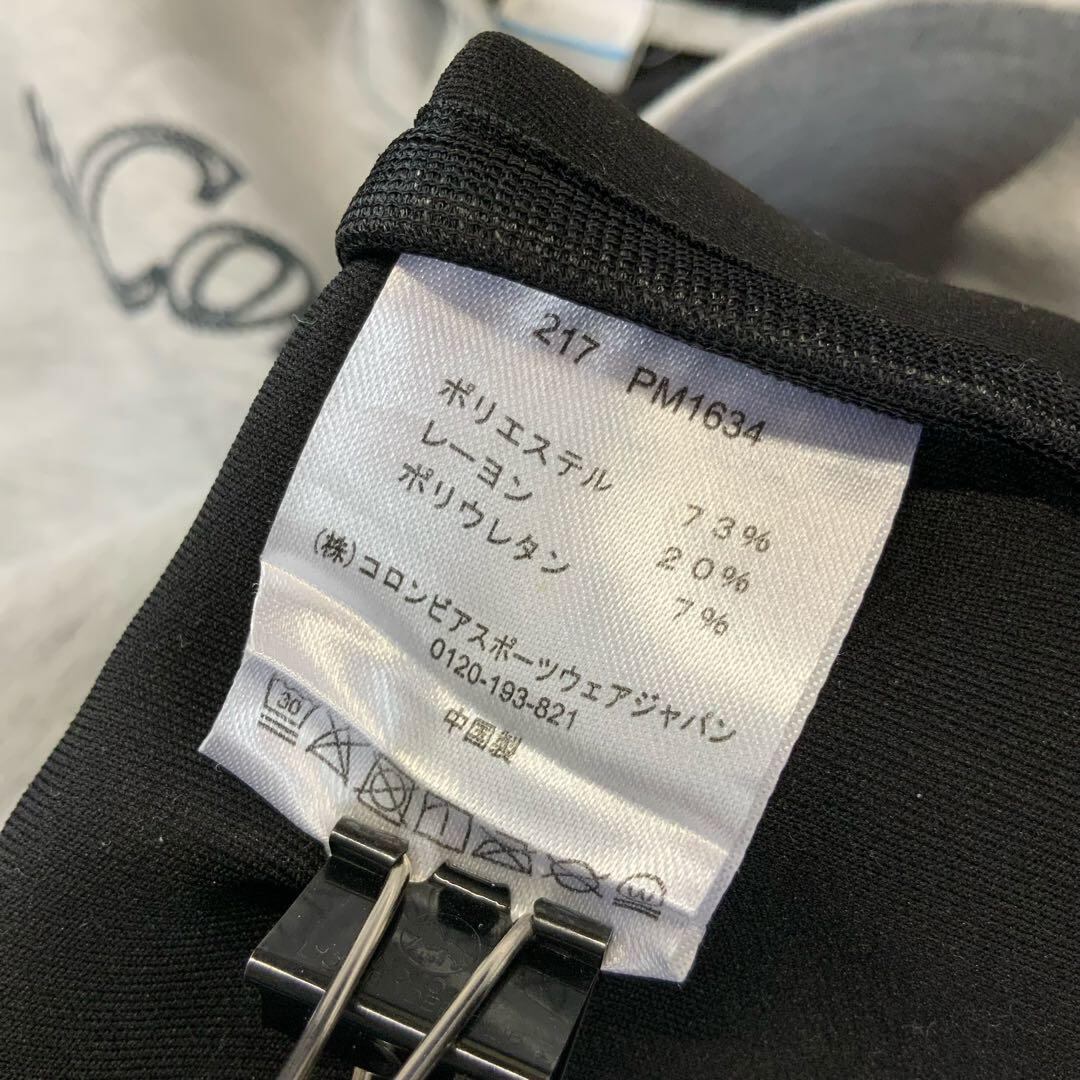 Co
217 PM1634
ポリエステル 73%
レーヨン 20%
ポリウレタン 7%
(株)コロンビアスポーツウェアジャパン
0120-193-821
中国製
30
W